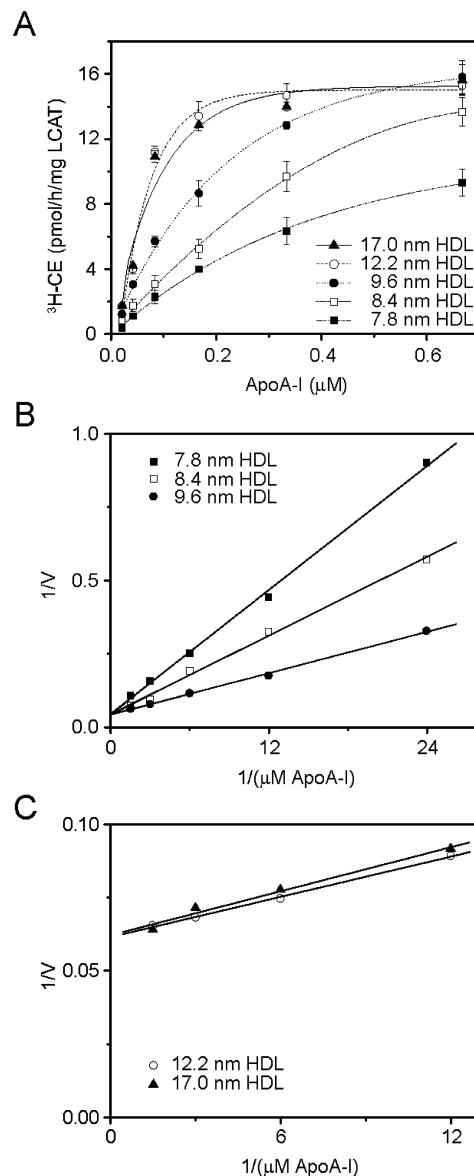 A
16
12
8
4
0
³H-CE (pmol/h/mg LCAT)
17.0 nm HDL
12.2 nm HDL
9.6 nm HDL
8.4 nm HDL
7.8 nm HDL
0.0 0.2 0.4 0.6
ApoA-I (μM)
B
1.0
0.5
0.0
1/V
7.8 nm HDL
8.4 nm HDL
9.6 nm HDL
0 12 24
1/(μM ApoA-I)
C
0.10
0.05
0.00
1/V
12.2 nm HDL
17.0 nm HDL
0 3 6 9 12
1/(μM ApoA-I)